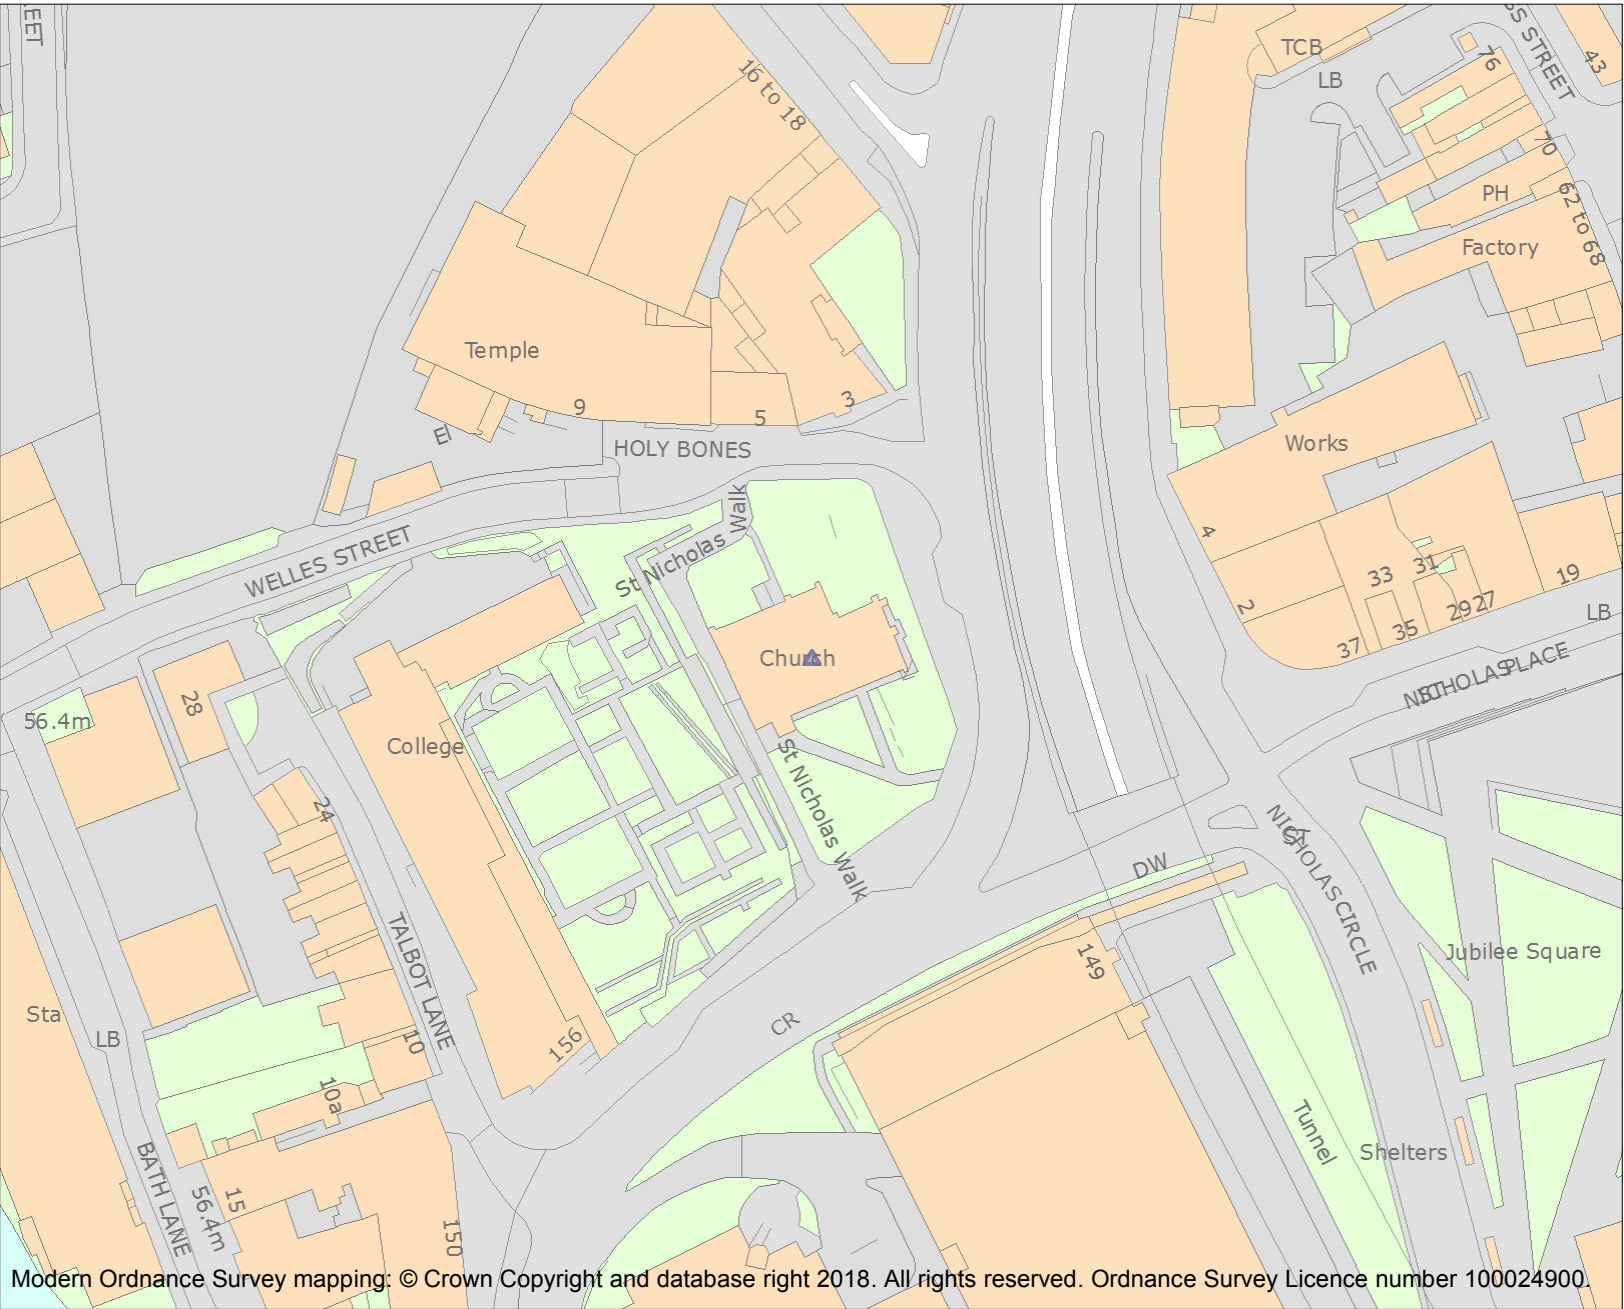 REET
16 to 18
TCB
LB
SS STREET
43
76
70
PH
62 to 68
Factory
Temple
9
5
3
El
HOLY BONES
Works
WELLES STREET
St Nicholas Walk
4
2
33
31
29
27
19
37
35
LB
Church
ST NICHOLAS PLACE
28
56.4m
College
24
St Nicholas Walk
DW
ST NICHOLAS CIRCLE
TALBOT LANE
149
Jubilee Square
Sta
LB
CR
156
10
10a
Tunnel
Shelters
BATH LANE
56.4m
15
150
Modern Ordnance Survey mapping: © Crown Copyright and database right 2018. All rights reserved. Ordnance Survey Licence number 100024900.